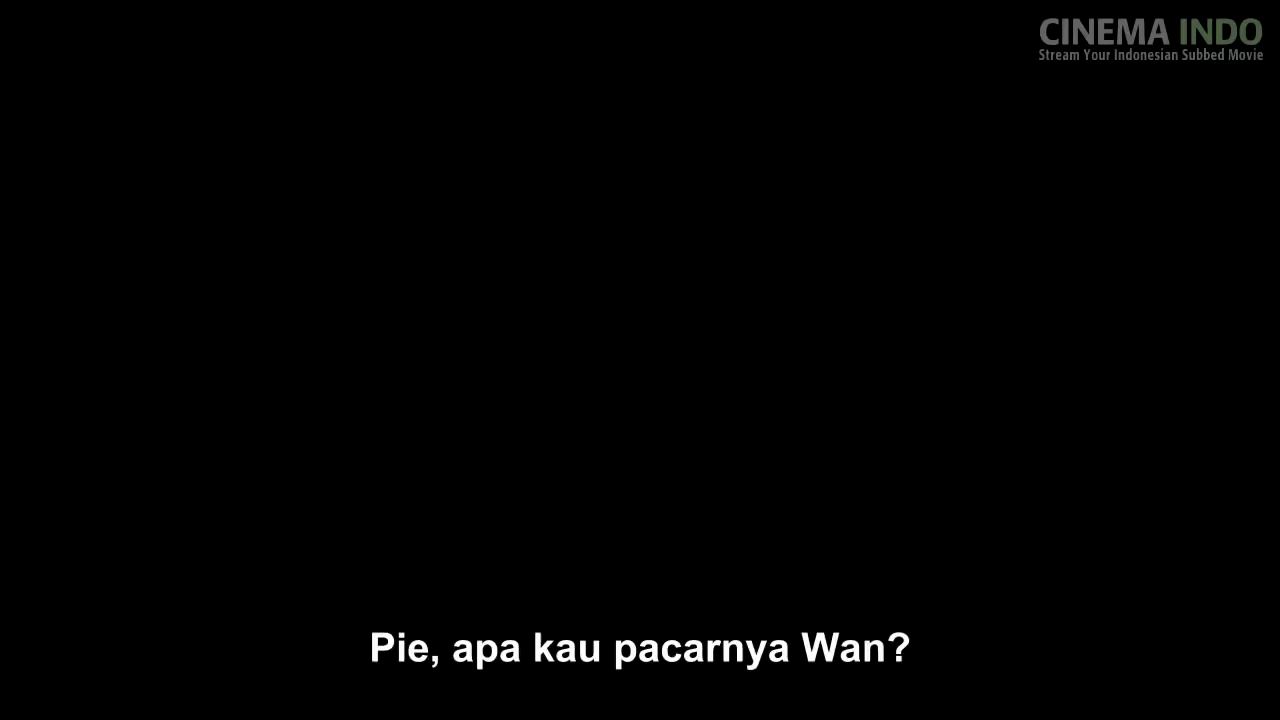 CINEMA INDO
Stream Your Indonesian Subbed Movie
Pie, apa kau pacarnya Wan?